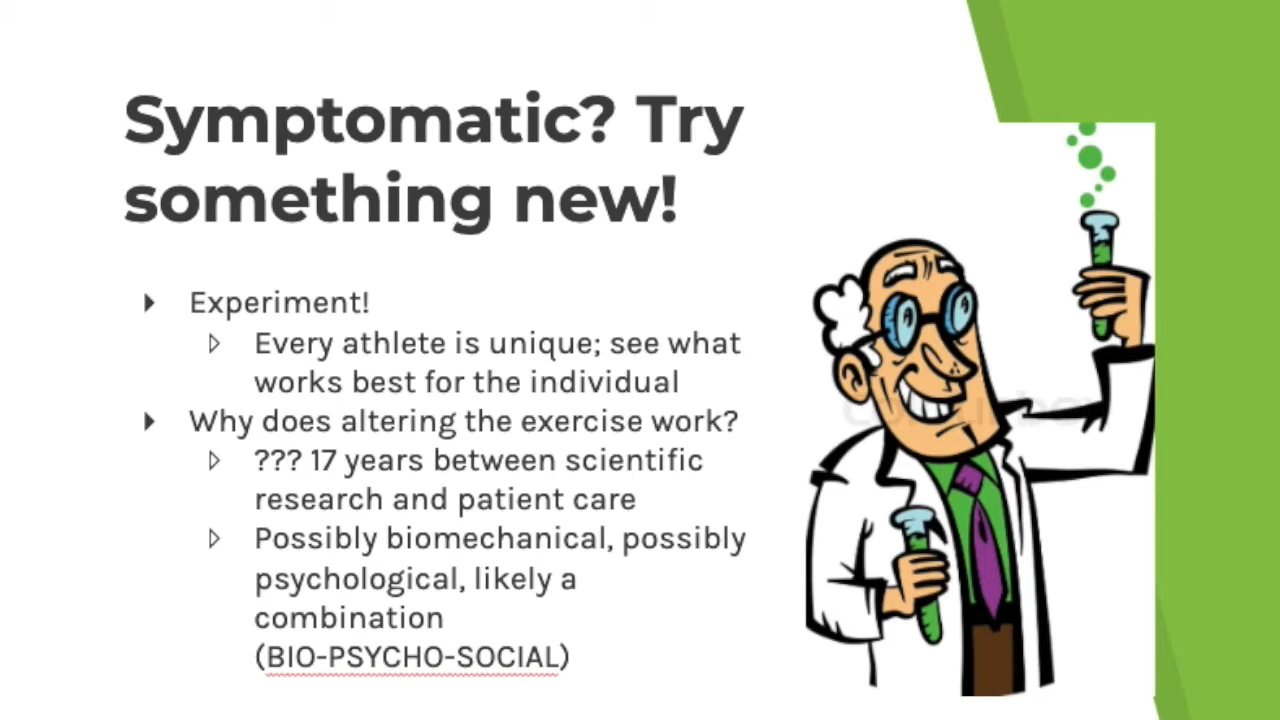 Symptomatic? Try
something new!
Experiment!
Every athlete is unique; see what
works best for the individual
Why does altering the exercise work?
??? 17 years between scientific
research and patient care
Possibly biomechanical, possibly
psychological, likely a
combination
(BIO-PSYCHO-SOCIAL)